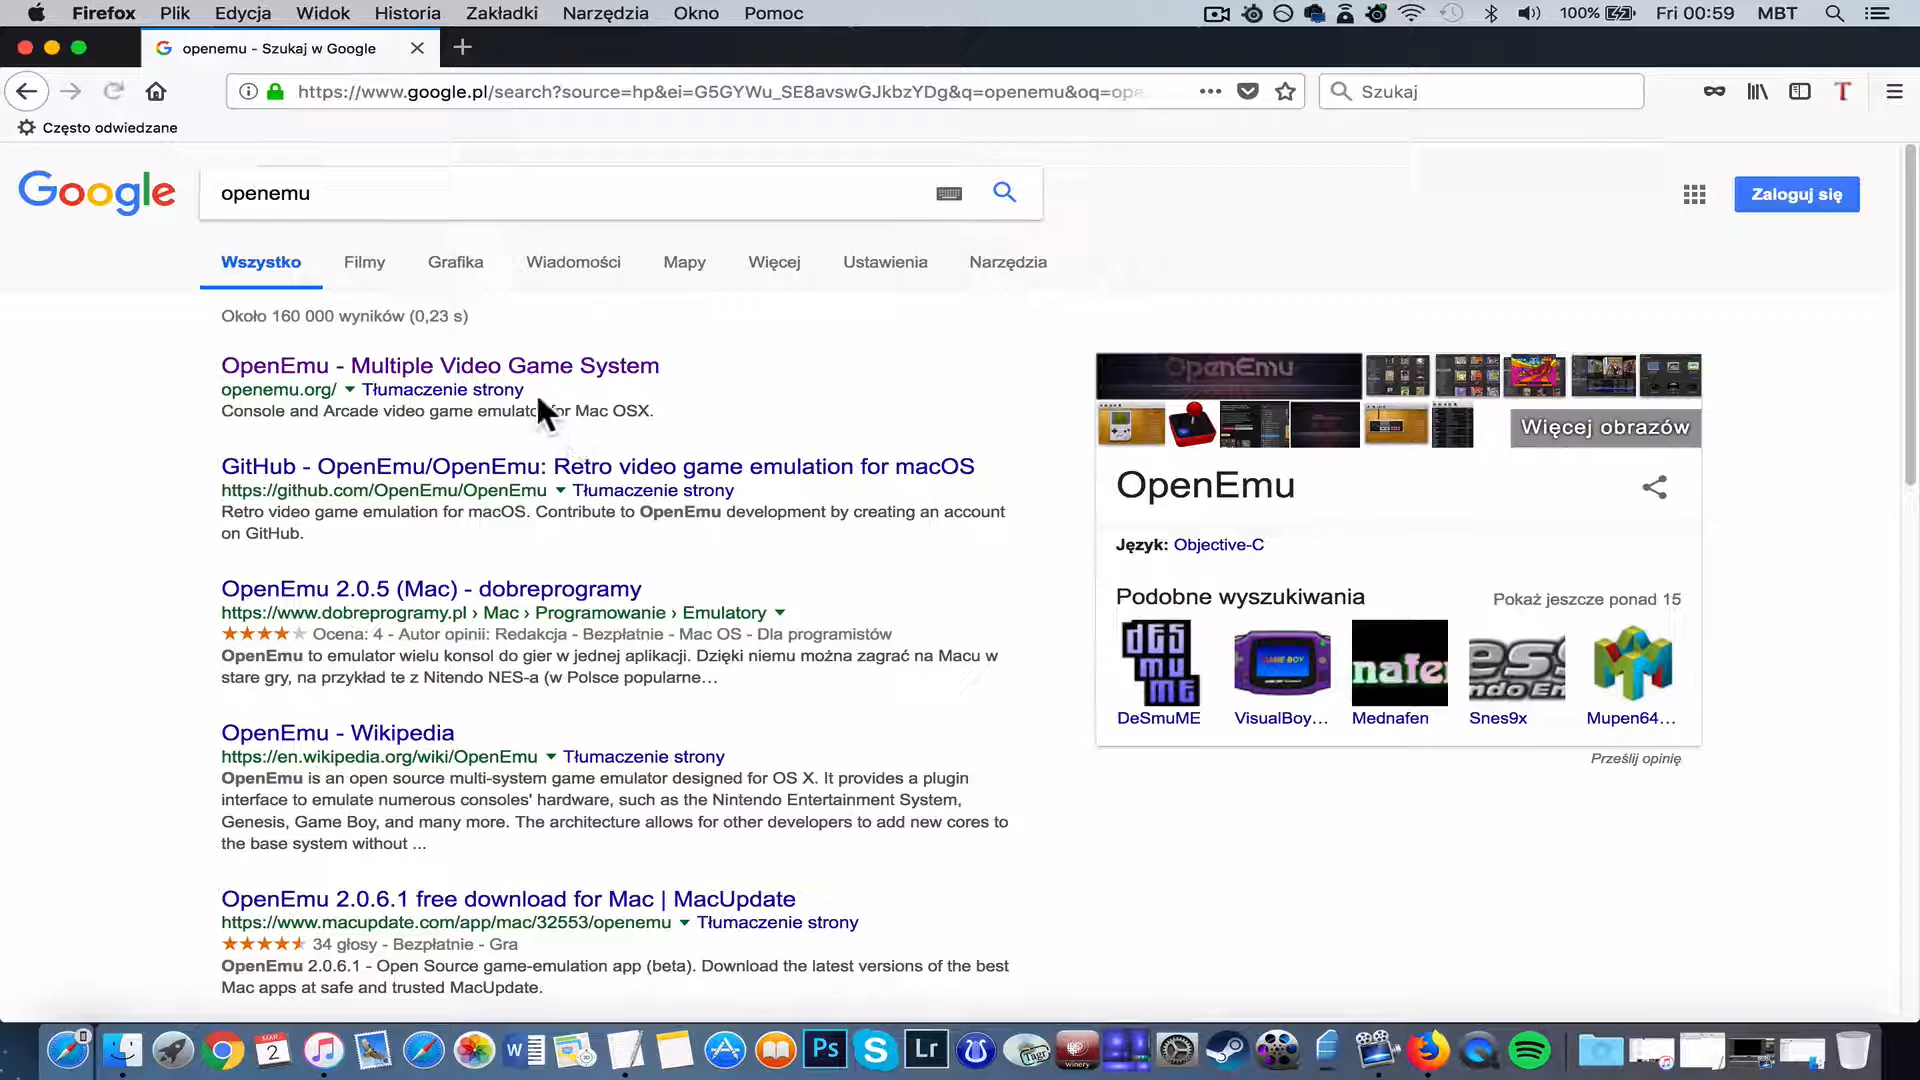 Firefox Plik Edycja Widok Historia Zakładki Narzędzia Okno Pomoc 100% Fri 00:59 MBT
openemu - Szukaj w Google
https://www.google.pl/search?source=hp&ei=G5GYWu_SE8avswGJkbzYDg&q=openemu&oq=ope Szukaj
Często odwiedzane
Google openemu Zaloguj się
Wszystko Filmy Grafika Wiadomości Mapy Więcej Ustawienia Narzędzia
Około 160 000 wyników (0,23 s)
OpenEmu - Multiple Video Game System
openemu.org/ Tłumaczenie strony
Console and Arcade video game emulator for Mac OSX.
GitHub - OpenEmu/OpenEmu: Retro video game emulation for macOS
https://github.com/OpenEmu/OpenEmu Tłumaczenie strony
Retro video game emulation for macOS. Contribute to OpenEmu development by creating an account
on GitHub.
OpenEmu 2.0.5 (Mac) - dobreprogramy
https://www.dobreprogramy.pl › Mac › Programowanie › Emulatory
Ocena: 4 - Autor opinii: Redakcja - Bezpłatnie - Mac OS - Dla programistów
OpenEmu to emulator wielu konsol do gier w jednej aplikacji. Dzięki niemu można zagrać na Macu w
stare gry, na przykład te z Nitendo NES-a (w Polsce popularne…
OpenEmu - Wikipedia
https://en.wikipedia.org/wiki/OpenEmu Tłumaczenie strony
OpenEmu is an open source multi-system game emulator designed for OS X. It provides a plugin
interface to emulate numerous consoles' hardware, such as the Nintendo Entertainment System,
Genesis, Game Boy, and many more. The architecture allows for other developers to add new cores to
the base system without ...
OpenEmu 2.0.6.1 free download for Mac | MacUpdate
https://www.macupdate.com/app/mac/32553/openemu Tłumaczenie strony
34 głosy - Bezpłatnie - Gra
OpenEmu 2.0.6.1 - Open Source game-emulation app (beta). Download the latest versions of the best
Mac apps at safe and trusted MacUpdate.
OpenEmu
Więcej obrazów
OpenEmu
Język: Objective-C
Podobne wyszukiwania Pokaż jeszcze ponad 15
DeSmuME
GAME BOY
nafen
DeSmuME VisualBoy... Mednafen Snes9x Mupen64...
Prześlij opinię
MAR 2 W Ps S Lr Tagr Winery